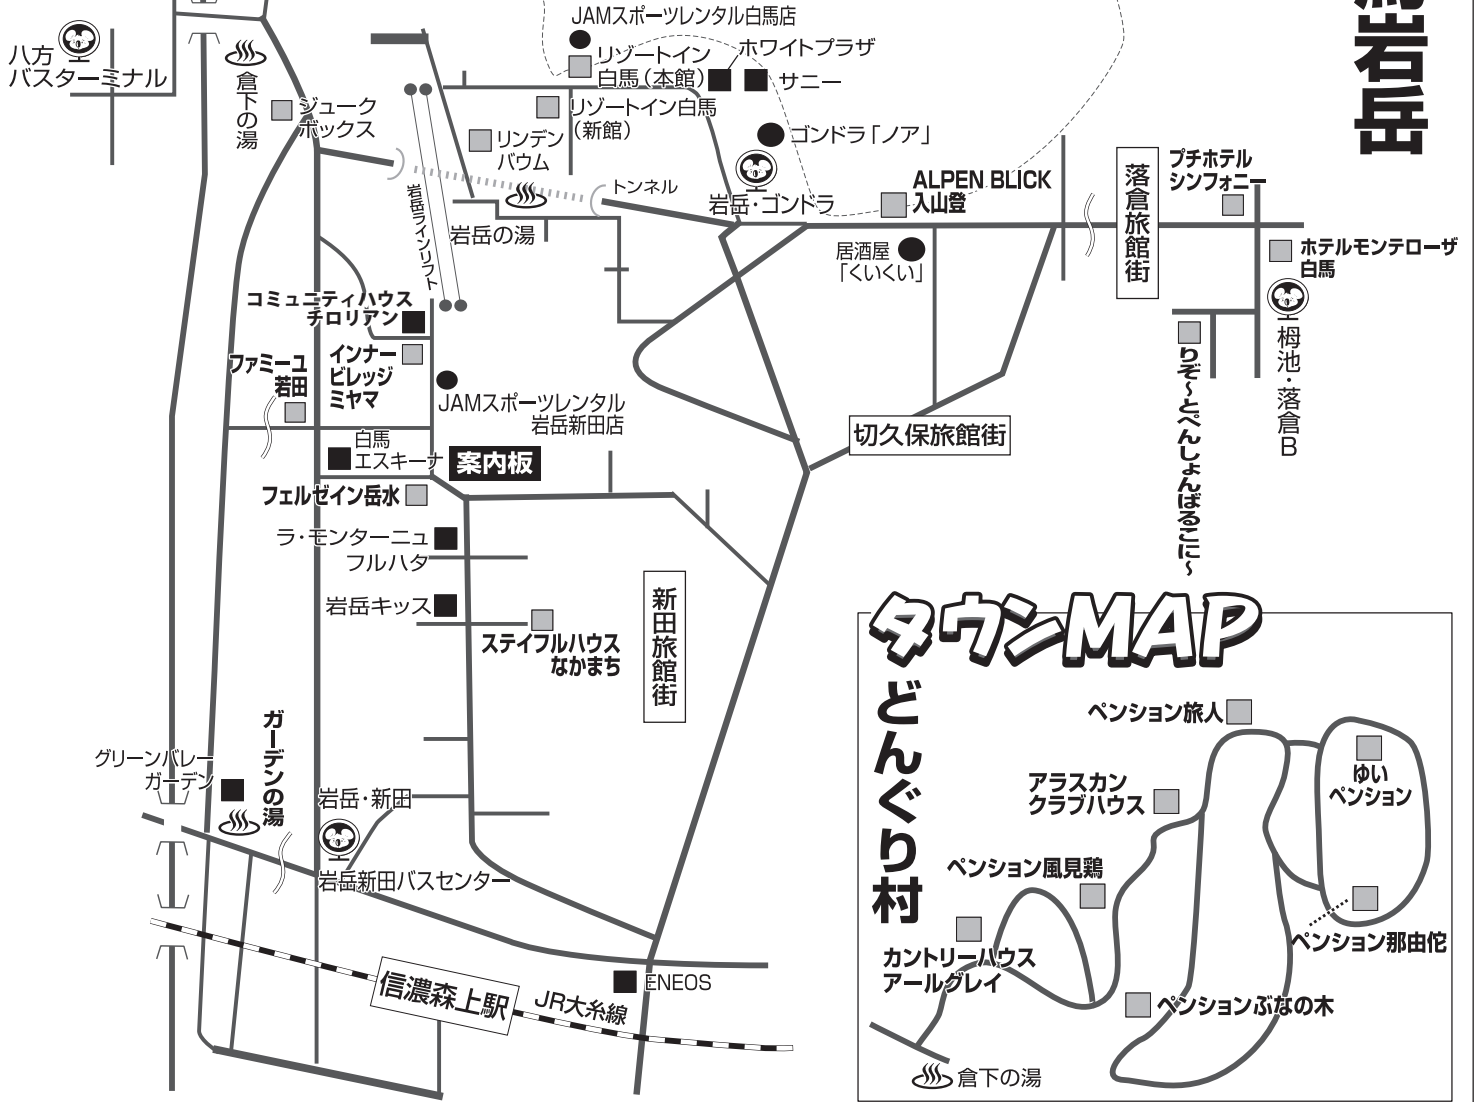 JAMスポーツレンタル白馬店
ホワイトプラザ
リゾートイン
白馬(本館)
サニー
八方
バスターミナル
倉下の湯
ジューク
ボックス
リゾートイン白馬
(新館)
リンデン
バウム
ゴンドラ「ノア」
岩岳
トンネル
岩岳ラインリフト
岩岳の湯
岩岳・ゴンドラ
ALPEN BLICK
入山登
落倉旅館街
プチホテル
シンフォニー
居酒屋
「くいくい」
ホテルモンテローザ
白馬
栂池・落倉B
りぞ〜とぺんしょんばるこに〜
コミュニティハウス
チロリアン
ファミーユ
若田
インナー
ビレッジ
ミヤマ
JAMスポーツレンタル
岩岳新田店
切久保旅館街
白馬
エスキーナ
案内板
フェルゼイン岳水
ラ・モンターニュ
フルハタ
岩岳キッス
ステイフルハウス
なかまち
新田旅館街
ガーデンの湯
グリーンバレー
ガーデン
岩岳・新田
岩岳新田バスセンター
信濃森上駅
JR大糸線
ENEOS
タウンMAP
どんぐり村
ペンション旅人
ゆい
ペンション
アラスカン
クラブハウス
ペンション風見鶏
カントリーハウス
アールグレイ
ペンション那由佗
ペンションぶなの木
倉下の湯